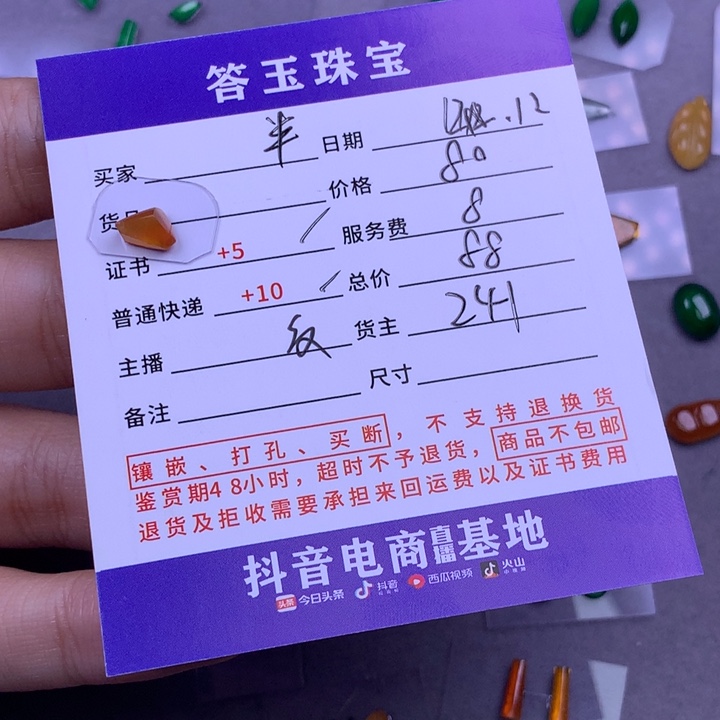 答玉珠宝
买家 半 日期 .12
货品 价格 80
证书 +5 服务费 8
普通快递 +10 总价 88
主播 货主 241
备注 尺寸
镶嵌、打孔、买断，不支持退换货
鉴赏期48小时，超时不予退货，商品不包邮
退货及拒收需要承担来回运费以及证书费用
抖音电商直播基地
头条 今日头条 抖音 西瓜视频 火山